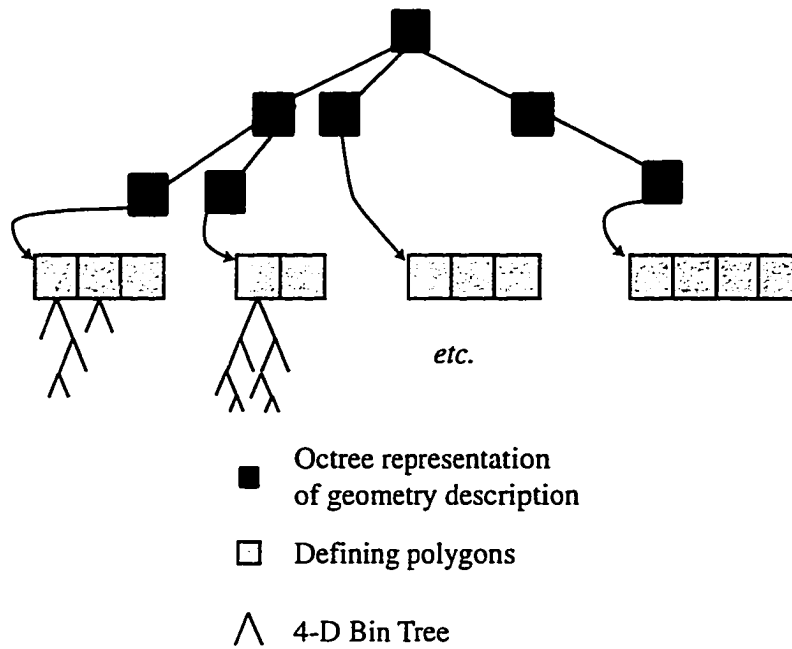 etc.
Octree representation
of geometry description
Defining polygons
4-D Bin Tree